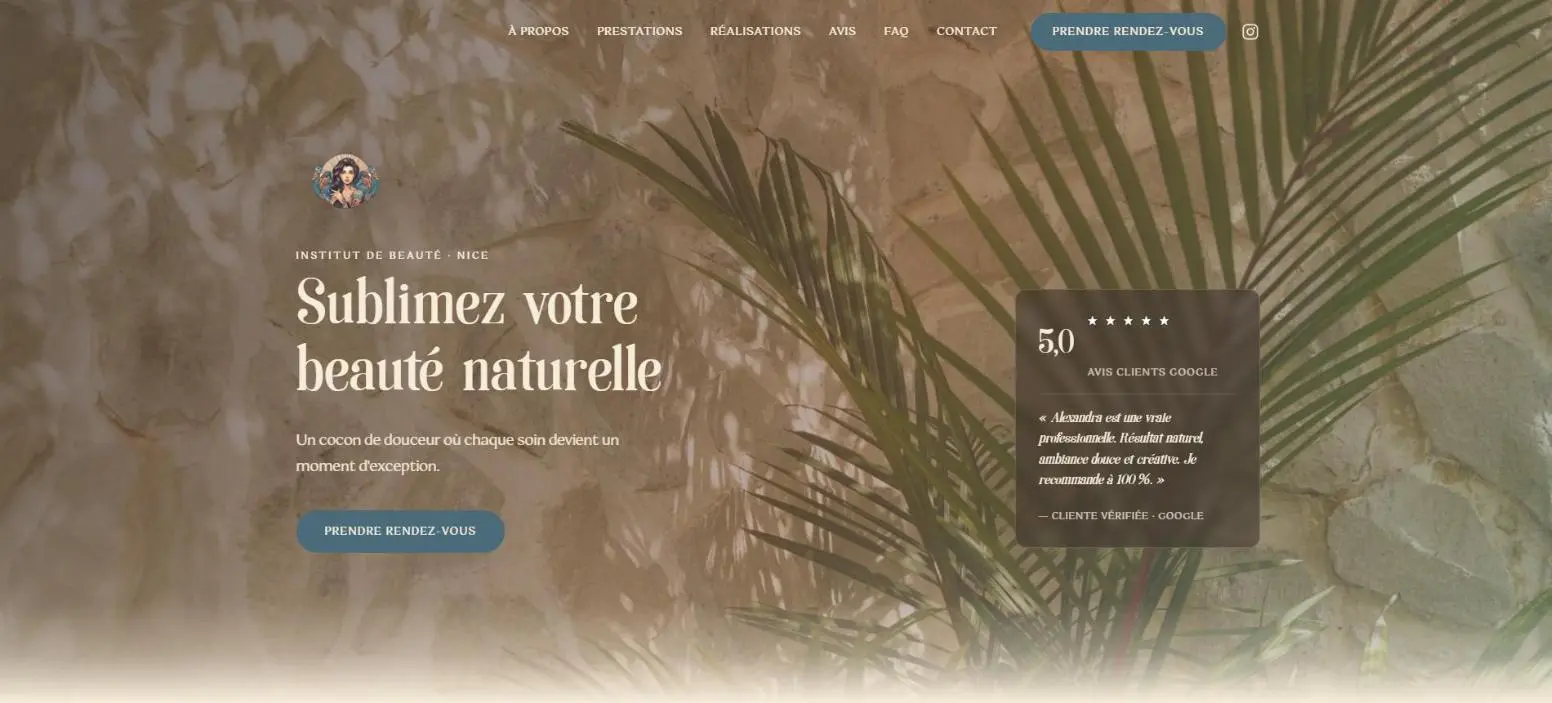 À PROPOS PRESTATIONS RÉALISATIONS AVIS FAQ CONTACT PRENDRE RENDEZ-VOUS
INSTITUT DE BEAUTÉ · NICE
Sublimez votre
beauté naturelle
Un cocon de douceur où chaque soin devient un
moment d'exception.
PRENDRE RENDEZ-VOUS
★ ★ ★ ★ ★
5,0
AVIS CLIENTS GOOGLE
« Alexandra est une vraie
professionnelle. Résultat naturel,
ambiance douce et créative. Je
recommande à 100 %. »
— CLIENTE VÉRIFIÉE · GOOGLE